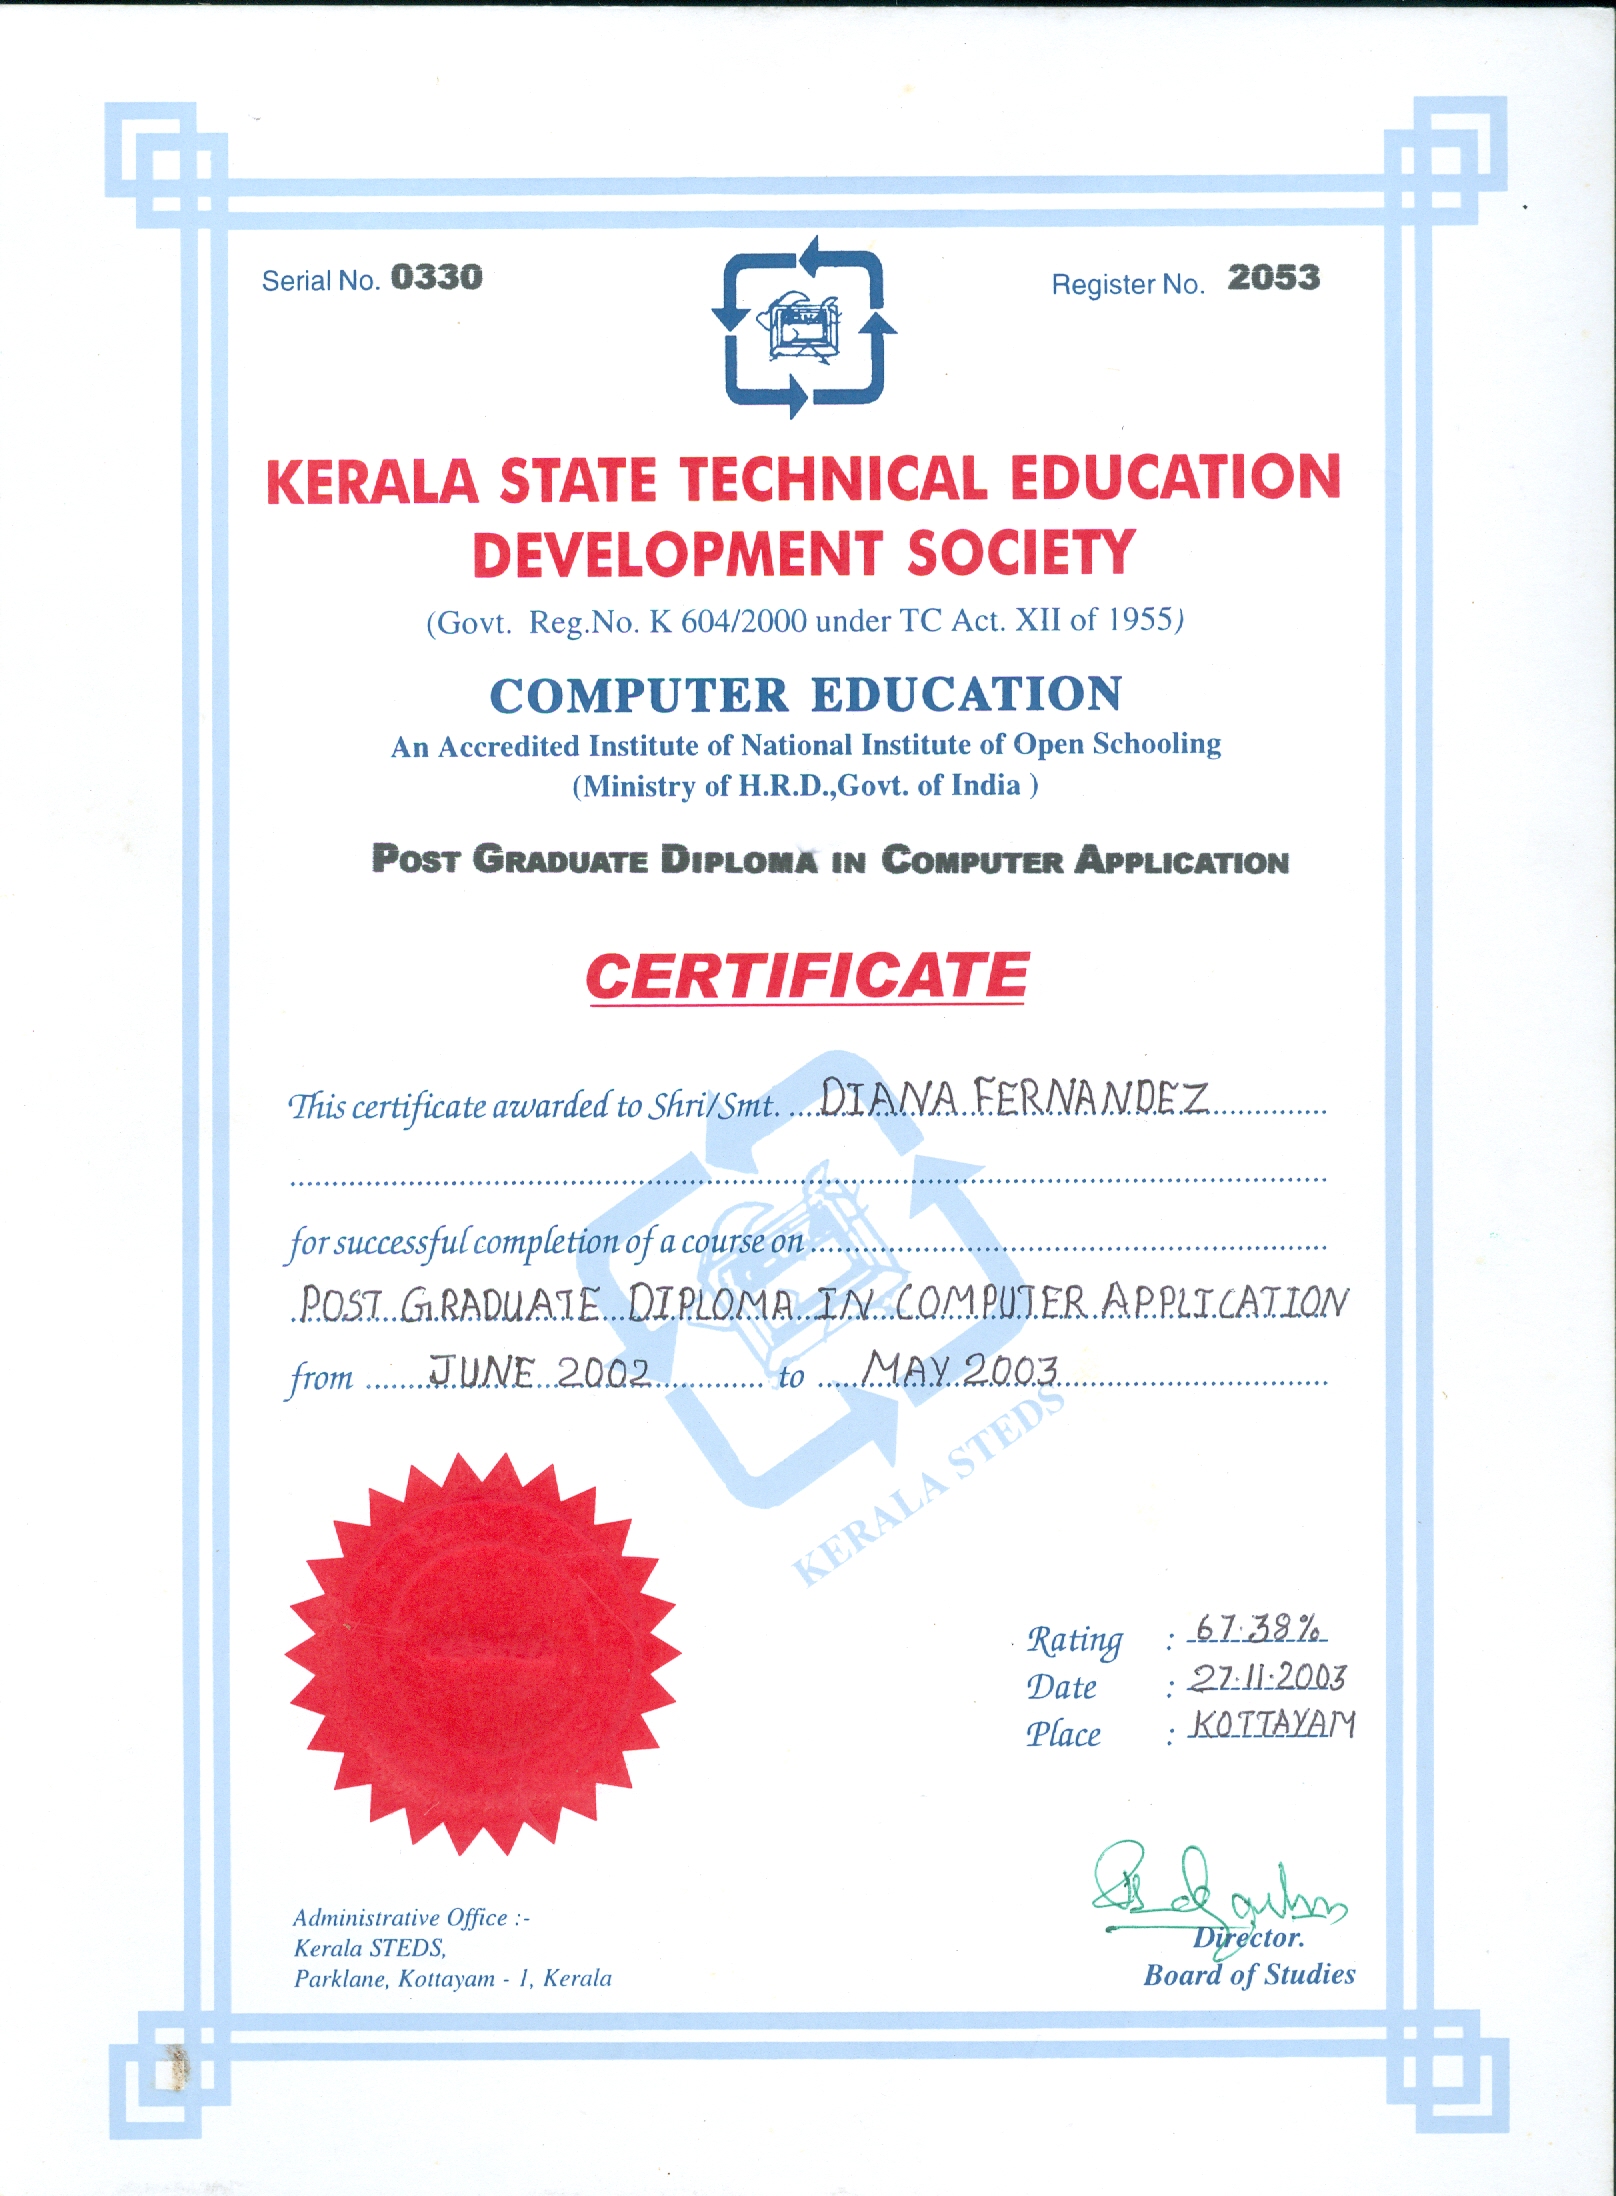 Serial No. 0330
Register No. 2053
KERALA STATE TECHNICAL EDUCATION
DEVELOPMENT SOCIETY
(Govt. Reg.No. K 604/2000 under TC Act. XII of 1955)
COMPUTER EDUCATION
An Accredited Institute of National Institute of Open Schooling
(Ministry of H.R.D.,Govt. of India )
POST GRADUATE DIPLOMA IN COMPUTER APPLICATION
CERTIFICATE
This certificate awarded to Shri/Smt. DIANA FERNANDEZ
for successful completion of a course on
POST GRADUATE DIPLOMA IN COMPUTER APPLICATION
from JUNE 2002 to MAY 2003
KERALA STEDS
Rating : 67.38%
Date : 27.11.2003
Place : KOTTAYAM
Administrative Office :-
Kerala STEDS,
Parklane, Kottayam - 1, Kerala
Director.
Board of Studies